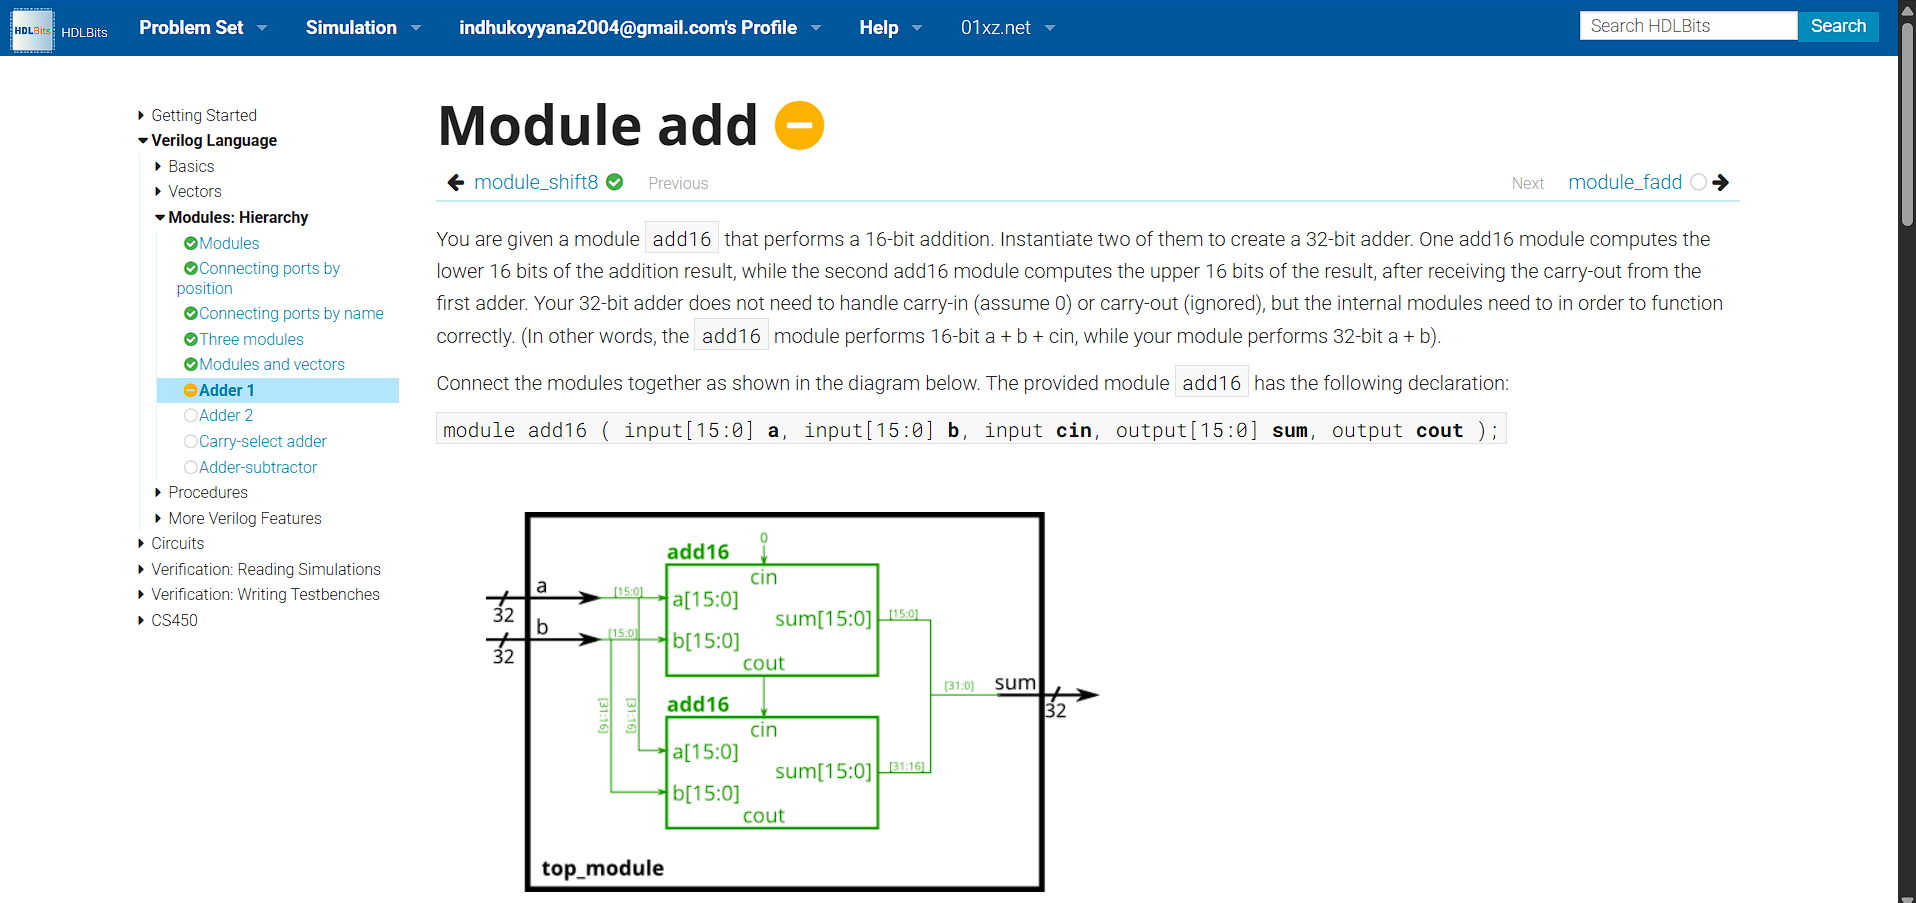 HDLBits HDLBits Problem Set Simulation indhukoyyana2004@gmail.com's Profile Help 01xz.net Search HDLBits Search
Getting Started
Verilog Language
Basics
Vectors
Modules: Hierarchy
Modules
Connecting ports by
position
Connecting ports by name
Three modules
Modules and vectors
Adder 1
Adder 2
Carry-select adder
Adder-subtractor
Procedures
More Verilog Features
Circuits
Verification: Reading Simulations
Verification: Writing Testbenches
CS450
Module add
module_shift8 Previous Next module_fadd
You are given a module add16 that performs a 16-bit addition. Instantiate two of them to create a 32-bit adder. One add16 module computes the
lower 16 bits of the addition result, while the second add16 module computes the upper 16 bits of the result, after receiving the carry-out from the
first adder. Your 32-bit adder does not need to handle carry-in (assume 0) or carry-out (ignored), but the internal modules need to in order to function
correctly. (In other words, the add16 module performs 16-bit a + b + cin, while your module performs 32-bit a + b).
Connect the modules together as shown in the diagram below. The provided module add16 has the following declaration:
module add16 ( input[15:0] a, input[15:0] b, input cin, output[15:0] sum, output cout );
0
add16
cin
a [15:0] a[15:0]
32
sum[15:0] [15:0]
b [15:0] b[15:0]
32
cout
[31:0] sum
32
[31:16] [31:16]
add16
cin
a[15:0]
sum[15:0] [31:16]
b[15:0]
cout
top_module